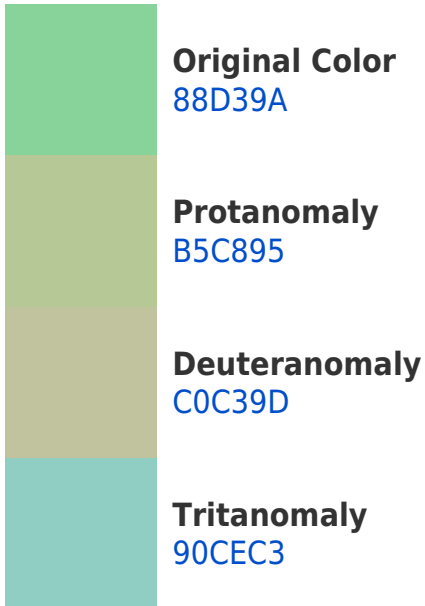 Original Color
88D39A
Protanomaly
B5C895
Deuteranomaly
C0C39D
Tritanomaly
90CEC3